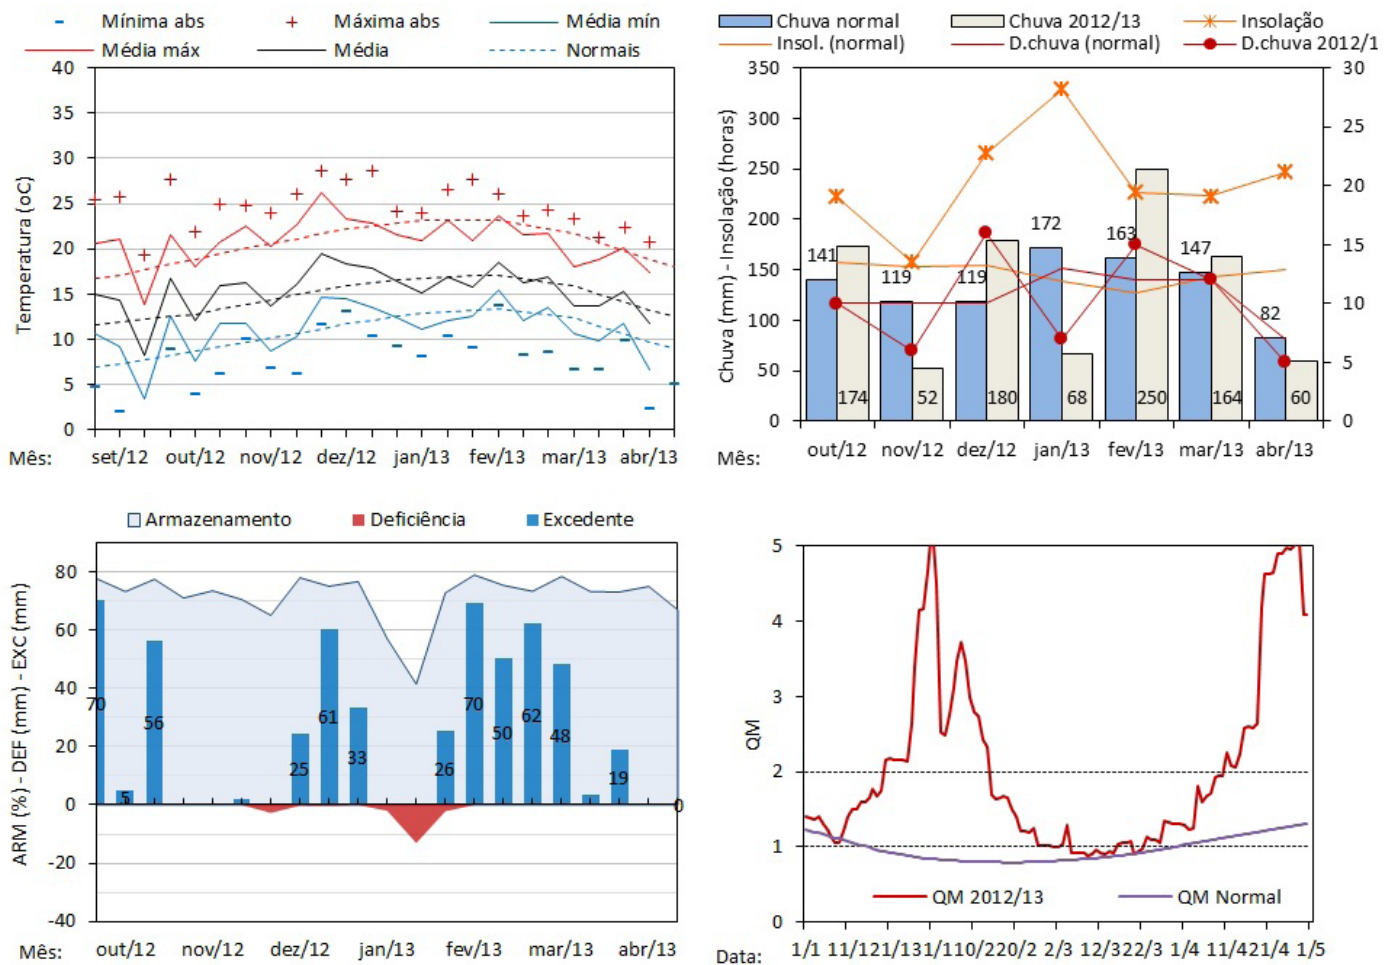 Mínima abs Máxima abs Média mín
Média máx Média Normais
40
35
30
25
20
15
10
5
0
Temperatura (oC)
Mês: set/12 out/12 nov/12 dez/12 jan/13 fev/13 mar/13 abr/13
Chuva normal Chuva 2012/13 Insolação
Insol. (normal) D.chuva (normal) D.chuva 2012/1
350 30
300 25
250 20
200 15
150 10
100 5
50 0
0
Chuva (mm) - Insolação (horas)
141 119 119 172 163 147 82
174 52 180 68 250 164 60
Mês: out/12 nov/12 dez/12 jan/13 fev/13 mar/13 abr/13
Armazenamento Deficiência Excedente
80
60
40
20
0
-20
-40
ARM (%) - DEF (mm) - EXC (mm)
70 5 56 25 61 33 26 70 50 62 48 19 0
Mês: out/12 nov/12 dez/12 jan/13 fev/13 mar/13 abr/13
5
4
3
2
1
0
QM
QM 2012/13 QM Normal
Data: 1/1 11/1 21/1 31/1 10/2 20/2 2/3 12/3 22/3 1/4 11/4 21/4 1/5